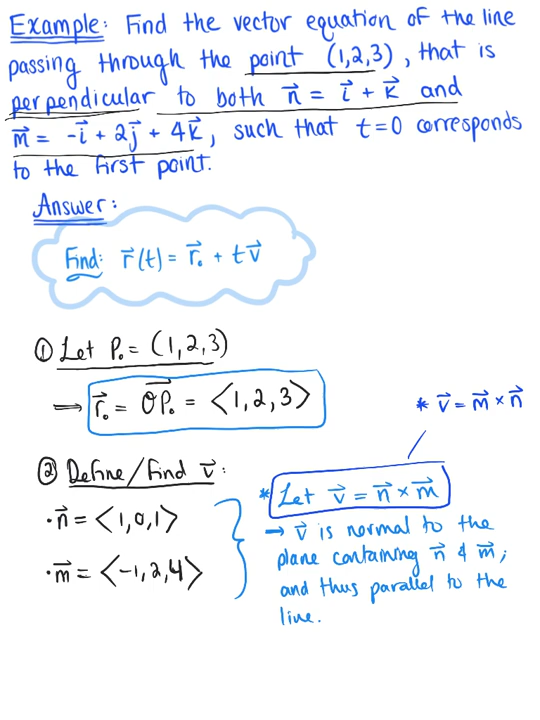 Example: Find the vector equation of the line
passing through the point (1,2,3), that is
perpendicular to both n⃗ = i⃗ + k⃗ and
m⃗ = -i⃗ + 2j⃗ + 4k⃗, such that t=0 corresponds
to the first point.
Answer:
Find: r⃗(t) = r⃗₀ + tv⃗
① Let P₀ = (1,2,3)
→ r⃗₀ = OP₀⃗ = <1,2,3>
* v⃗ = m⃗ × n⃗
② Define/Find v⃗:
• n⃗ = <1,0,1>
• m⃗ = <-1,2,4>
* Let v⃗ = n⃗ × m⃗
→ v⃗ is normal to the
plane containing n⃗ & m⃗;
and thus parallel to the
line.